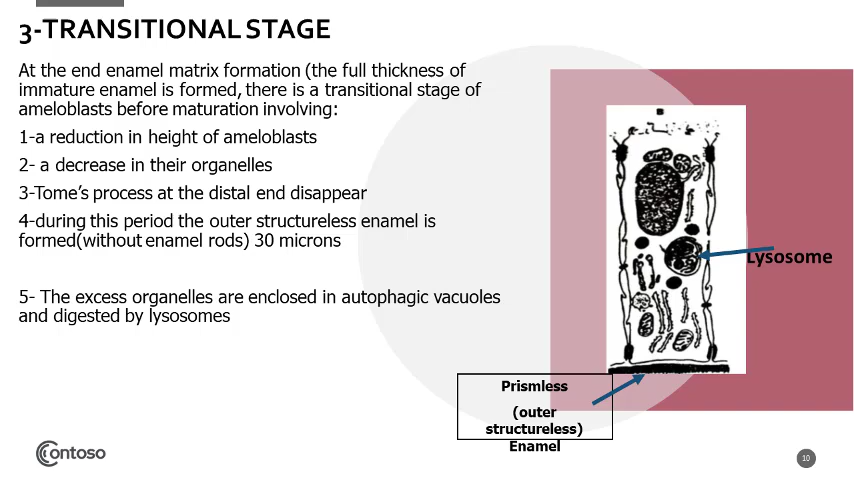 3-TRANSITIONAL STAGE
At the end enamel matrix formation (the full thickness of
immature enamel is formed, there is a transitional stage of
ameloblasts before maturation involving:
1-a reduction in height of ameloblasts
2- a decrease in their organelles
3-Tome's process at the distal end disappear
4-during this period the outer structureless enamel is
formed(without enamel rods) 30 microns
5- The excess organelles are enclosed in autophagic vacuoles
and digested by lysosomes
Lysosome
Prismless
(outer
structureless)
Enamel
Contoso
10